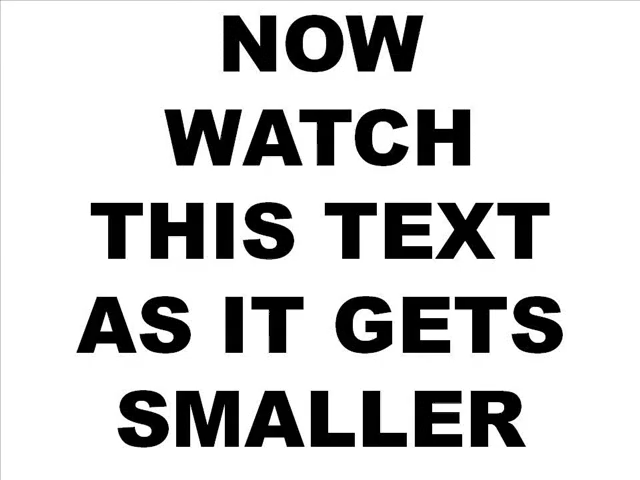 NOW
WATCH
THIS TEXT
AS IT GETS
SMALLER